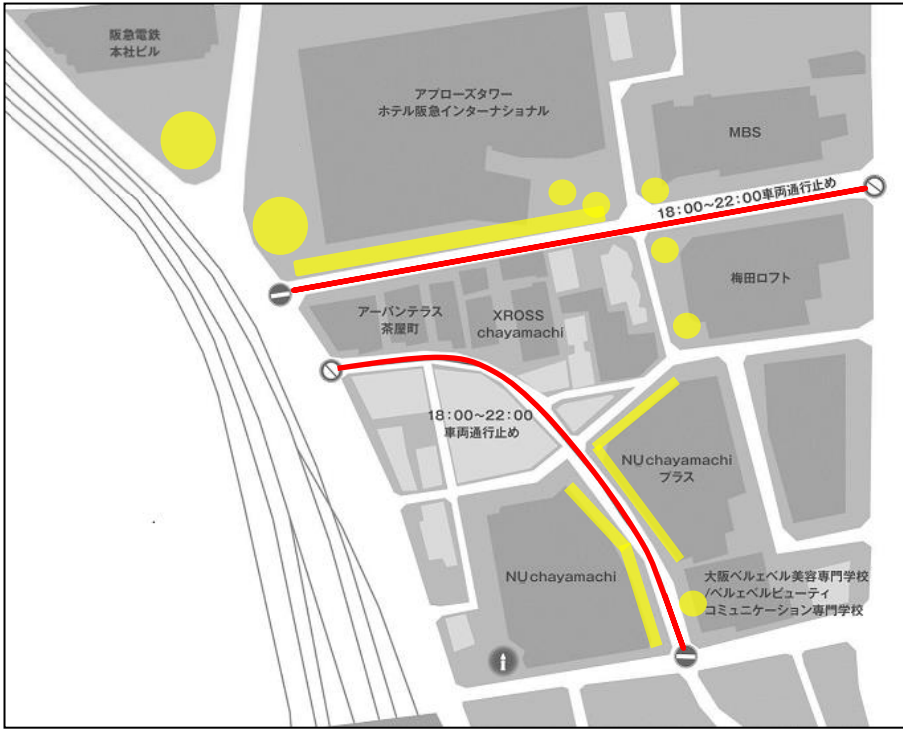 阪急電鉄
本社ビル
アプローズタワー
ホテル阪急インターナショナル
MBS
18:00~22:00車両通行止め
梅田ロフト
アーバンテラス
茶屋町
XROSS
chayamachi
18:00~22:00
車両通行止め
NU chayamachi
プラス
NU chayamachi
大阪ベルェベル美容専門学校
/ベルェベルビューティ
コミュニケーション専門学校